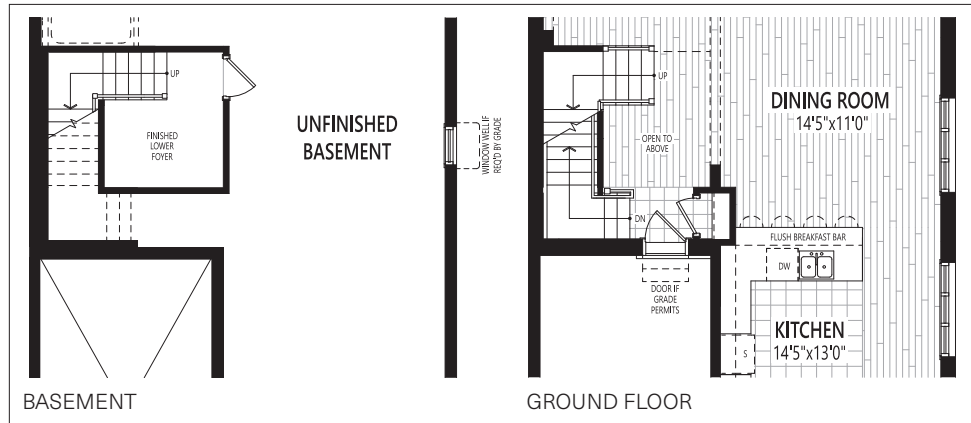 UP
FINISHED
LOWER
FOYER
UNFINISHED
BASEMENT
WINDOW WELL IF
REQ'D BY GRADE
BASEMENT
UP
OPEN TO
ABOVE
DINING ROOM
14'5"x11'0"
DN
FLUSH BREAKFAST BAR
DW
DOOR IF
GRADE
PERMITS
KITCHEN
14'5"x13'0"
S
GROUND FLOOR